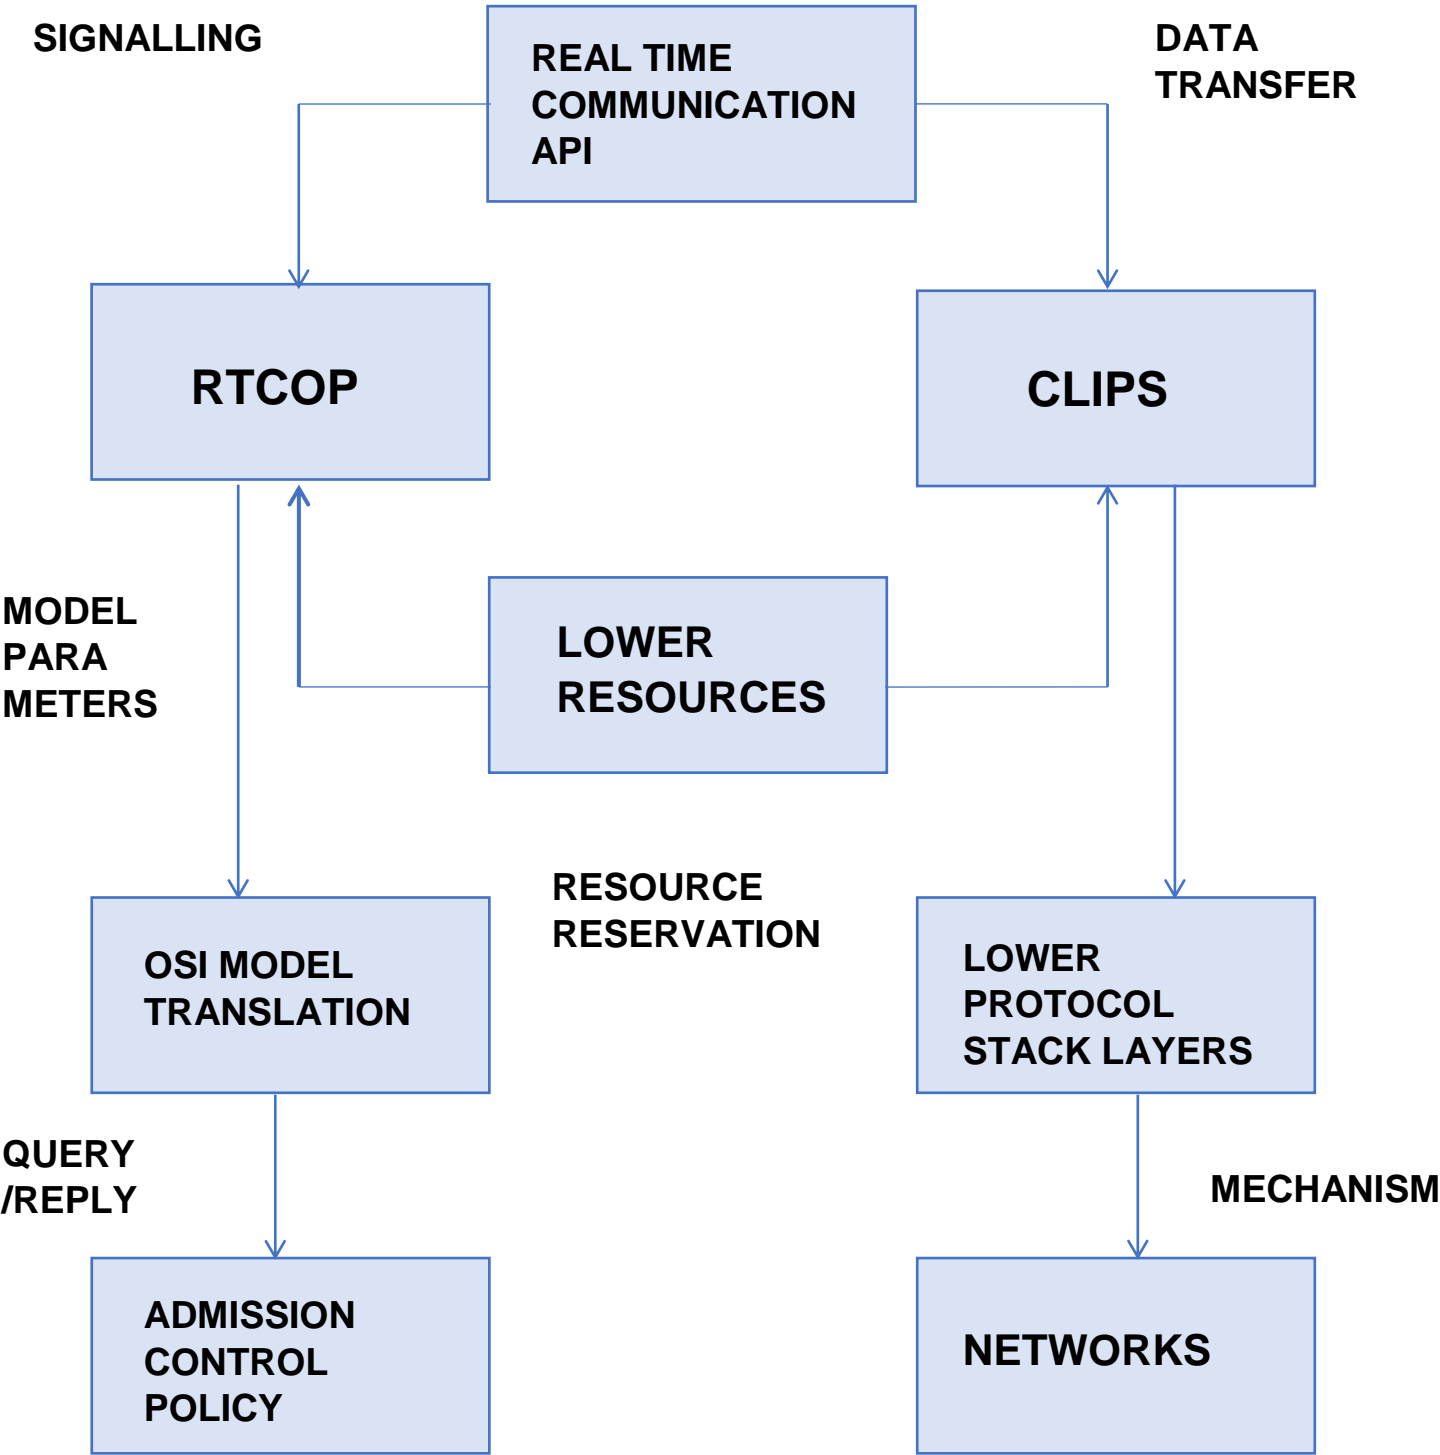 SIGNALLING
REAL TIME
COMMUNICATION
API
DATA
TRANSFER
RTCOP
CLIPS
MODEL
PARA
METERS
LOWER
RESOURCES
RESOURCE
RESERVATION
OSI MODEL
TRANSLATION
LOWER
PROTOCOL
STACK LAYERS
QUERY
/REPLY
MECHANISM
ADMISSION
CONTROL
POLICY
NETWORKS